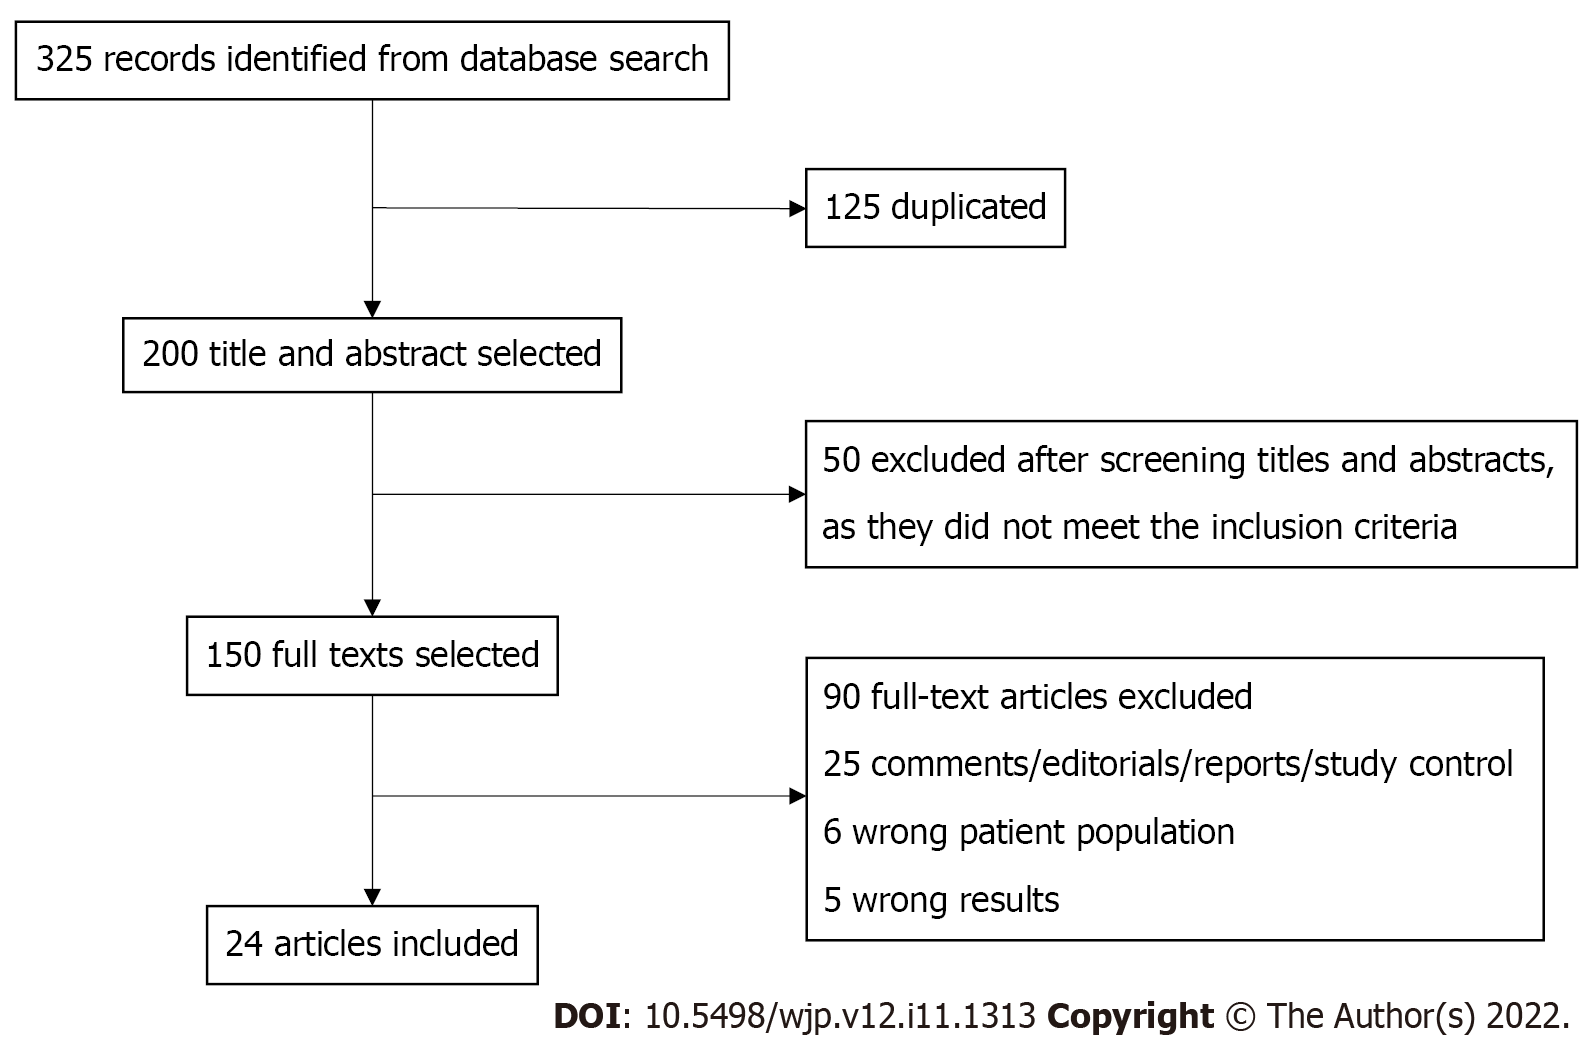 325 records identified from database search
125 duplicated
200 title and abstract selected
50 excluded after screening titles and abstracts,
as they did not meet the inclusion criteria
150 full texts selected
90 full-text articles excluded
25 comments/editorials/reports/study control
6 wrong patient population
5 wrong results
24 articles included
DOI: 10.5498/wjp.v12.i11.1313 Copyright © The Author(s) 2022.